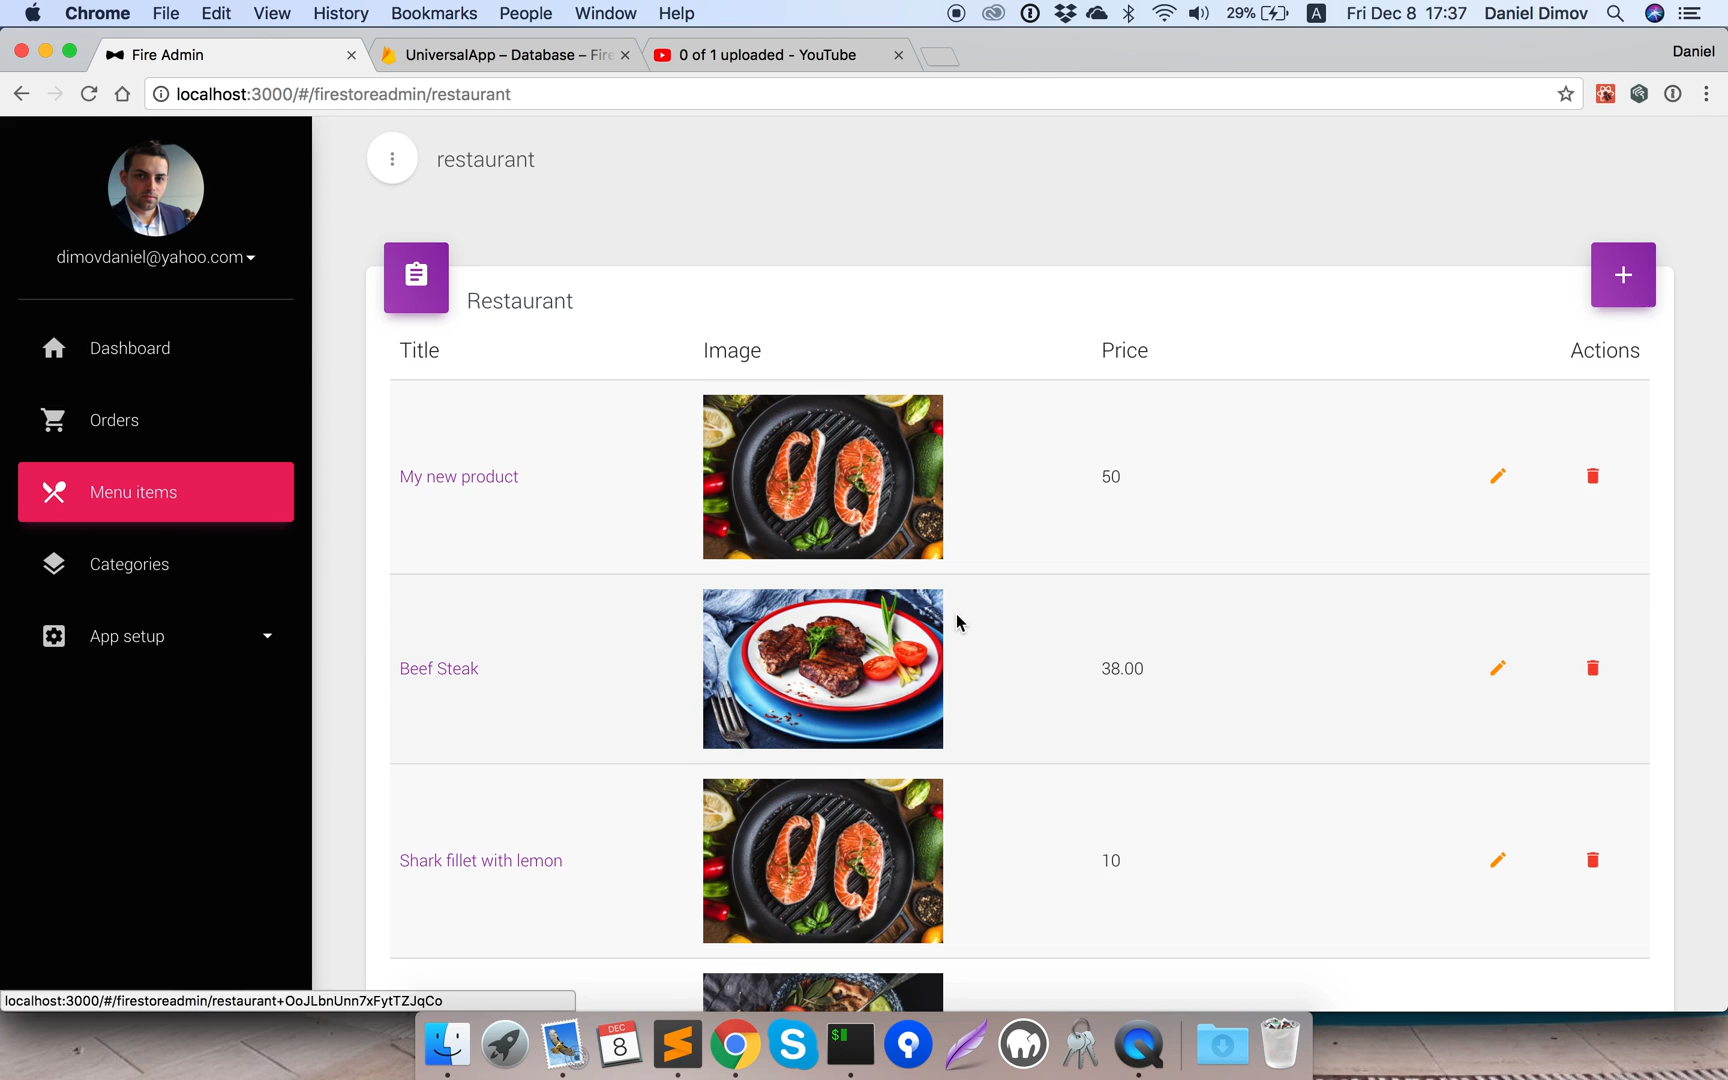 Chrome File Edit View History Bookmarks People Window Help 29% A Fri Dec 8 17:37 Daniel Dimov
Fire Admin UniversalApp – Database – Fire 0 of 1 uploaded - YouTube Daniel
localhost:3000/#/firestoreadmin/restaurant
restaurant
dimovdaniel@yahoo.com
Dashboard
Orders
Menu items
Categories
App setup
Restaurant
Title Image Price Actions
My new product 50
Beef Steak 38.00
Shark fillet with lemon 10
localhost:3000/#/firestoreadmin/restaurant+OoJLbnUnn7xFytTZJqCo
DEC
8
$